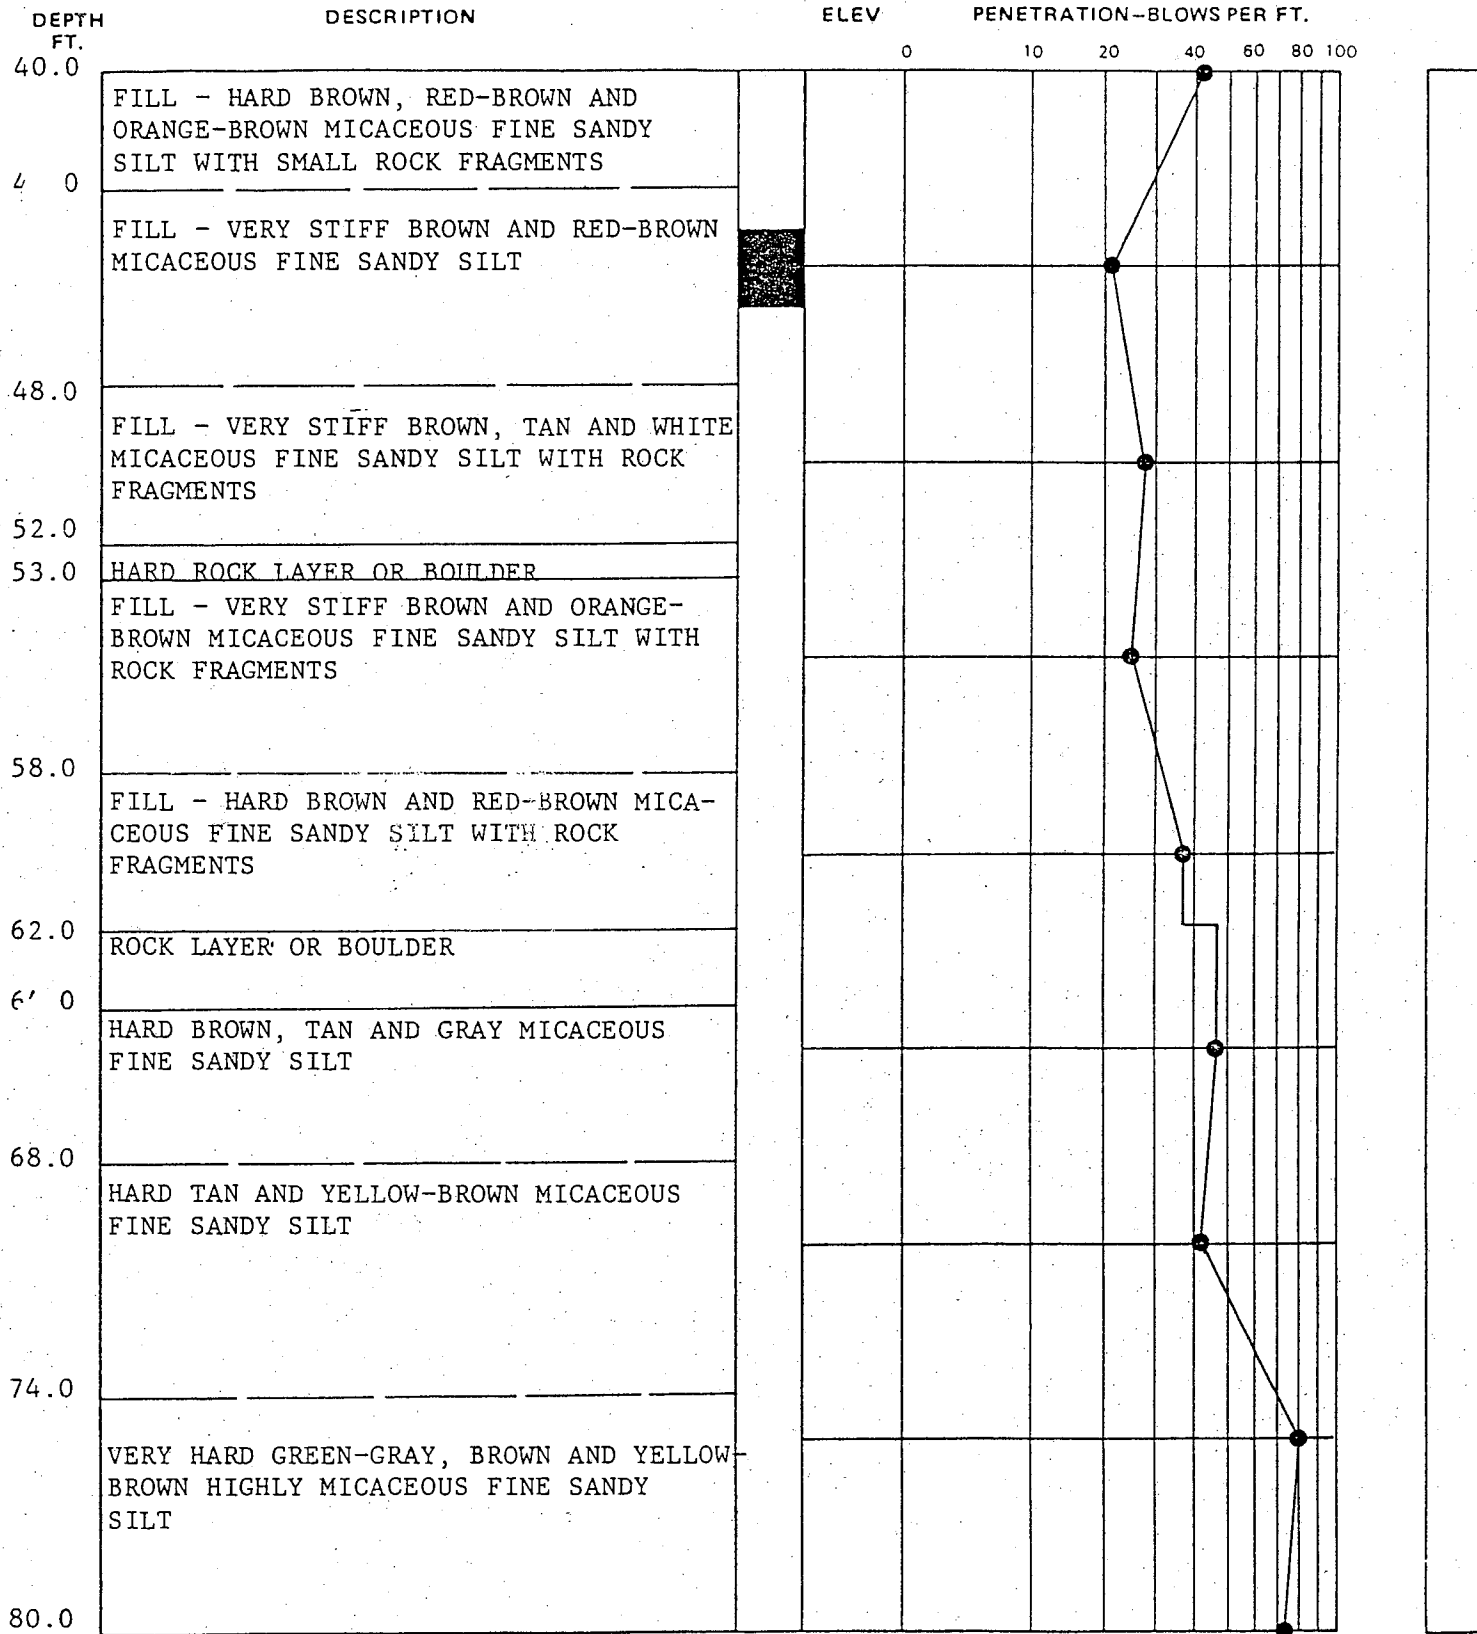 DEPTH FT. DESCRIPTION ELEV PENETRATION-BLOWS PER FT.
0 10 20 40 60 80 100
40.0
FILL - HARD BROWN, RED-BROWN AND
ORANGE-BROWN MICACEOUS FINE SANDY
SILT WITH SMALL ROCK FRAGMENTS
4 0
FILL - VERY STIFF BROWN AND RED-BROWN
MICACEOUS FINE SANDY SILT
48.0
FILL - VERY STIFF BROWN, TAN AND WHITE
MICACEOUS FINE SANDY SILT WITH ROCK
FRAGMENTS
52.0
53.0 HARD ROCK LAYER OR BOULDER
FILL - VERY STIFF BROWN AND ORANGE-
BROWN MICACEOUS FINE SANDY SILT WITH
ROCK FRAGMENTS
58.0
FILL - HARD BROWN AND RED-BROWN MICA-
CEOUS FINE SANDY SILT WITH ROCK
FRAGMENTS
62.0
ROCK LAYER OR BOULDER
6' 0
HARD BROWN, TAN AND GRAY MICACEOUS
FINE SANDY SILT
68.0
HARD TAN AND YELLOW-BROWN MICACEOUS
FINE SANDY SILT
74.0
VERY HARD GREEN-GRAY, BROWN AND YELLOW-
BROWN HIGHLY MICACEOUS FINE SANDY
SILT
80.0